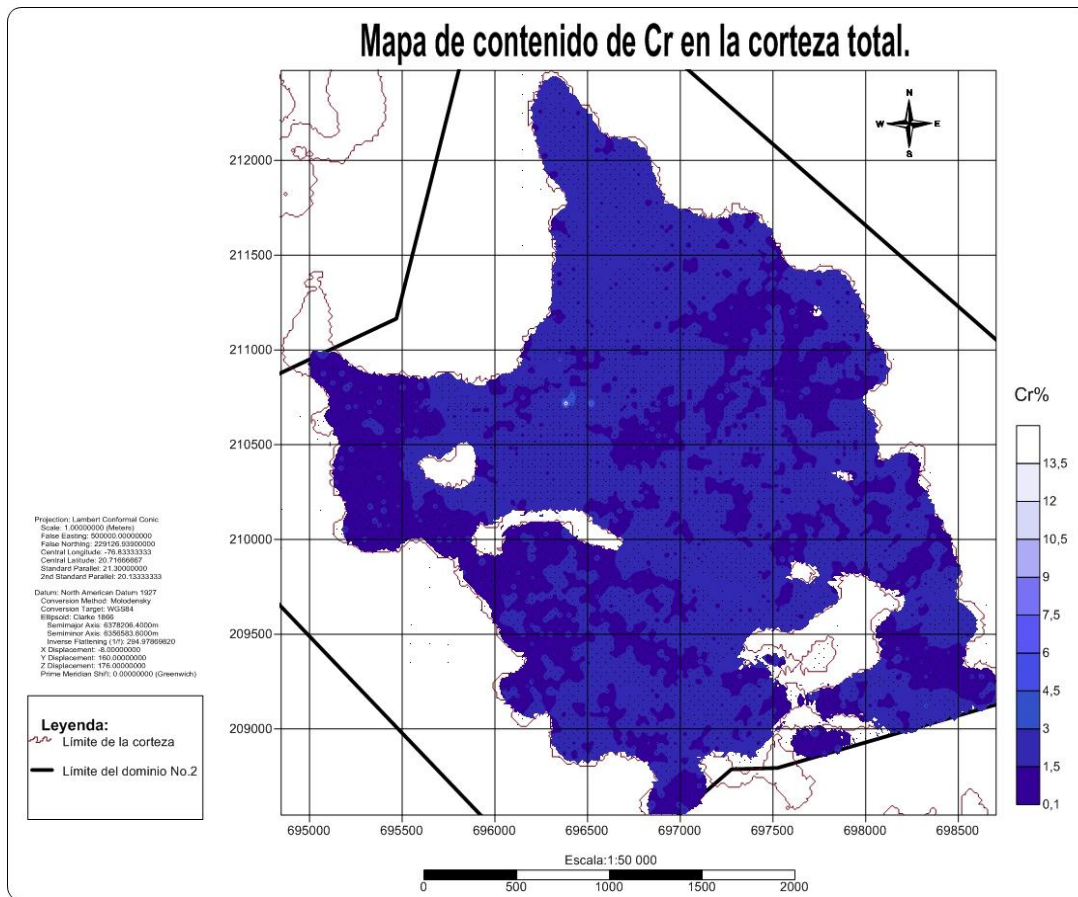 Mapa de contenido de Cr en la corteza total.
N
W E
S
212000
211500
211000
210500
210000
209500
209000
695000 695500 696000 696500 697000 697500 698000 698500
Cr%
13,5
12
10,5
9
7,5
6
4,5
3
1,5
0,1
Projection: Lambert Conformal Conic
Scale: 1.00000000 (Meters)
False Easting: 500000.00000000
False Northing: 229126.93900000
Central Longitude: -76.83333333
Central Latitude: 20.71666667
Standard Parallel: 21.30000000
2nd Standard Parallel: 20.13333333
Datum: North American Datum 1927
Conversion Method: Molodensky
Conversion Target: WGS84
Ellipsoid: Clarke 1866
Semimajor Axis: 6378206.4000m
Semiminor Axis: 6356583.6000m
Inverse Flattening (1/f): 294.97869820
X Displacement: -8.00000000
Y Displacement: 160.00000000
Z Displacement: 176.00000000
Prime Meridian Shift: 0.00000000 (Greenwich)
Leyenda:
Límite de la corteza
Límite del dominio No.2
Escala:1:50 000
0 500 1000 1500 2000